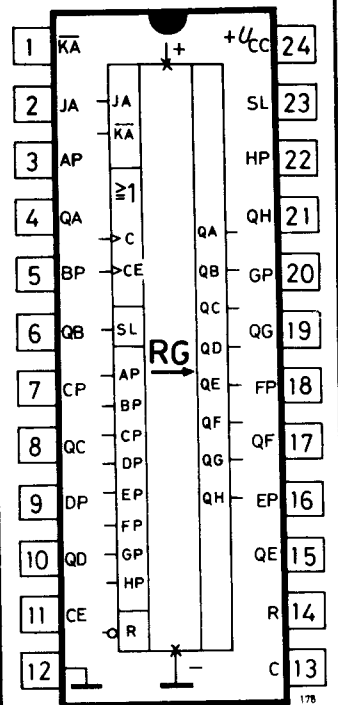 1 K̅A̅ + +U CC 24
2 JA JA SL 23
K̅A̅
3 AP HP 22
≧1
4 QA QA QH 21
C
5 BP CE QB GP 20
QC
6 QB SL QD QG 19
RG
7 CP AP QE FP 18
BP
8 QC CP QF QF 17
DP QG
9 DP EP QH EP 16
FP
10 QD GP QE 15
HP
11 CE R R 14
12 - C 13
178